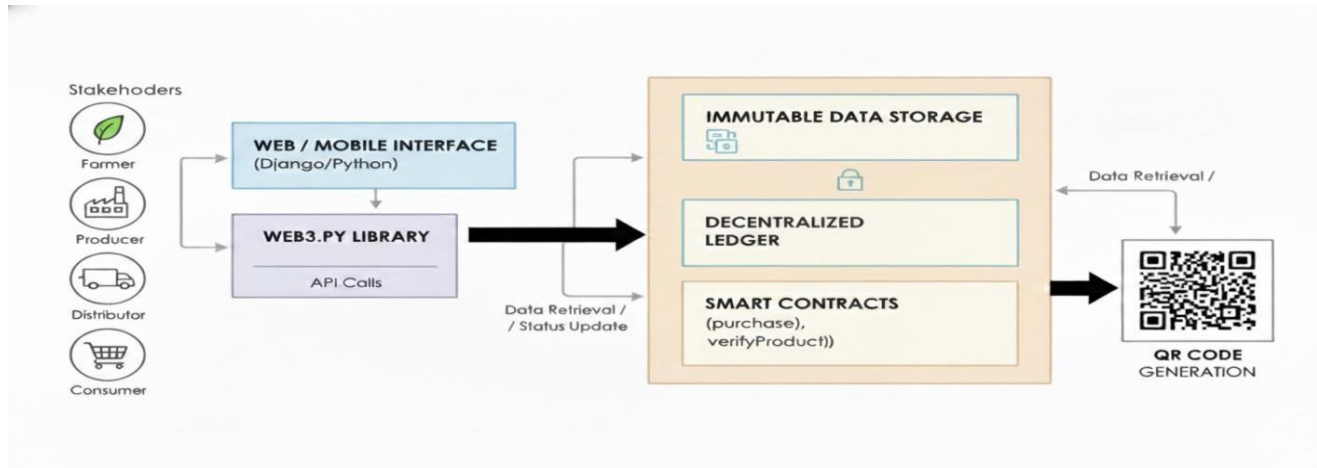 Stakehoders
Farmer
Producer
Distributor
Consumer
WEB / MOBILE INTERFACE
(Django/Python)
WEB3.PY LIBRARY
API Calls
Data Retrieval /
/ Status Update
IMMUTABLE DATA STORAGE
DECENTRALIZED
LEDGER
SMART CONTRACTS
(purchase),
verifyProduct))
Data Retrieval /
QR CODE
GENERATION